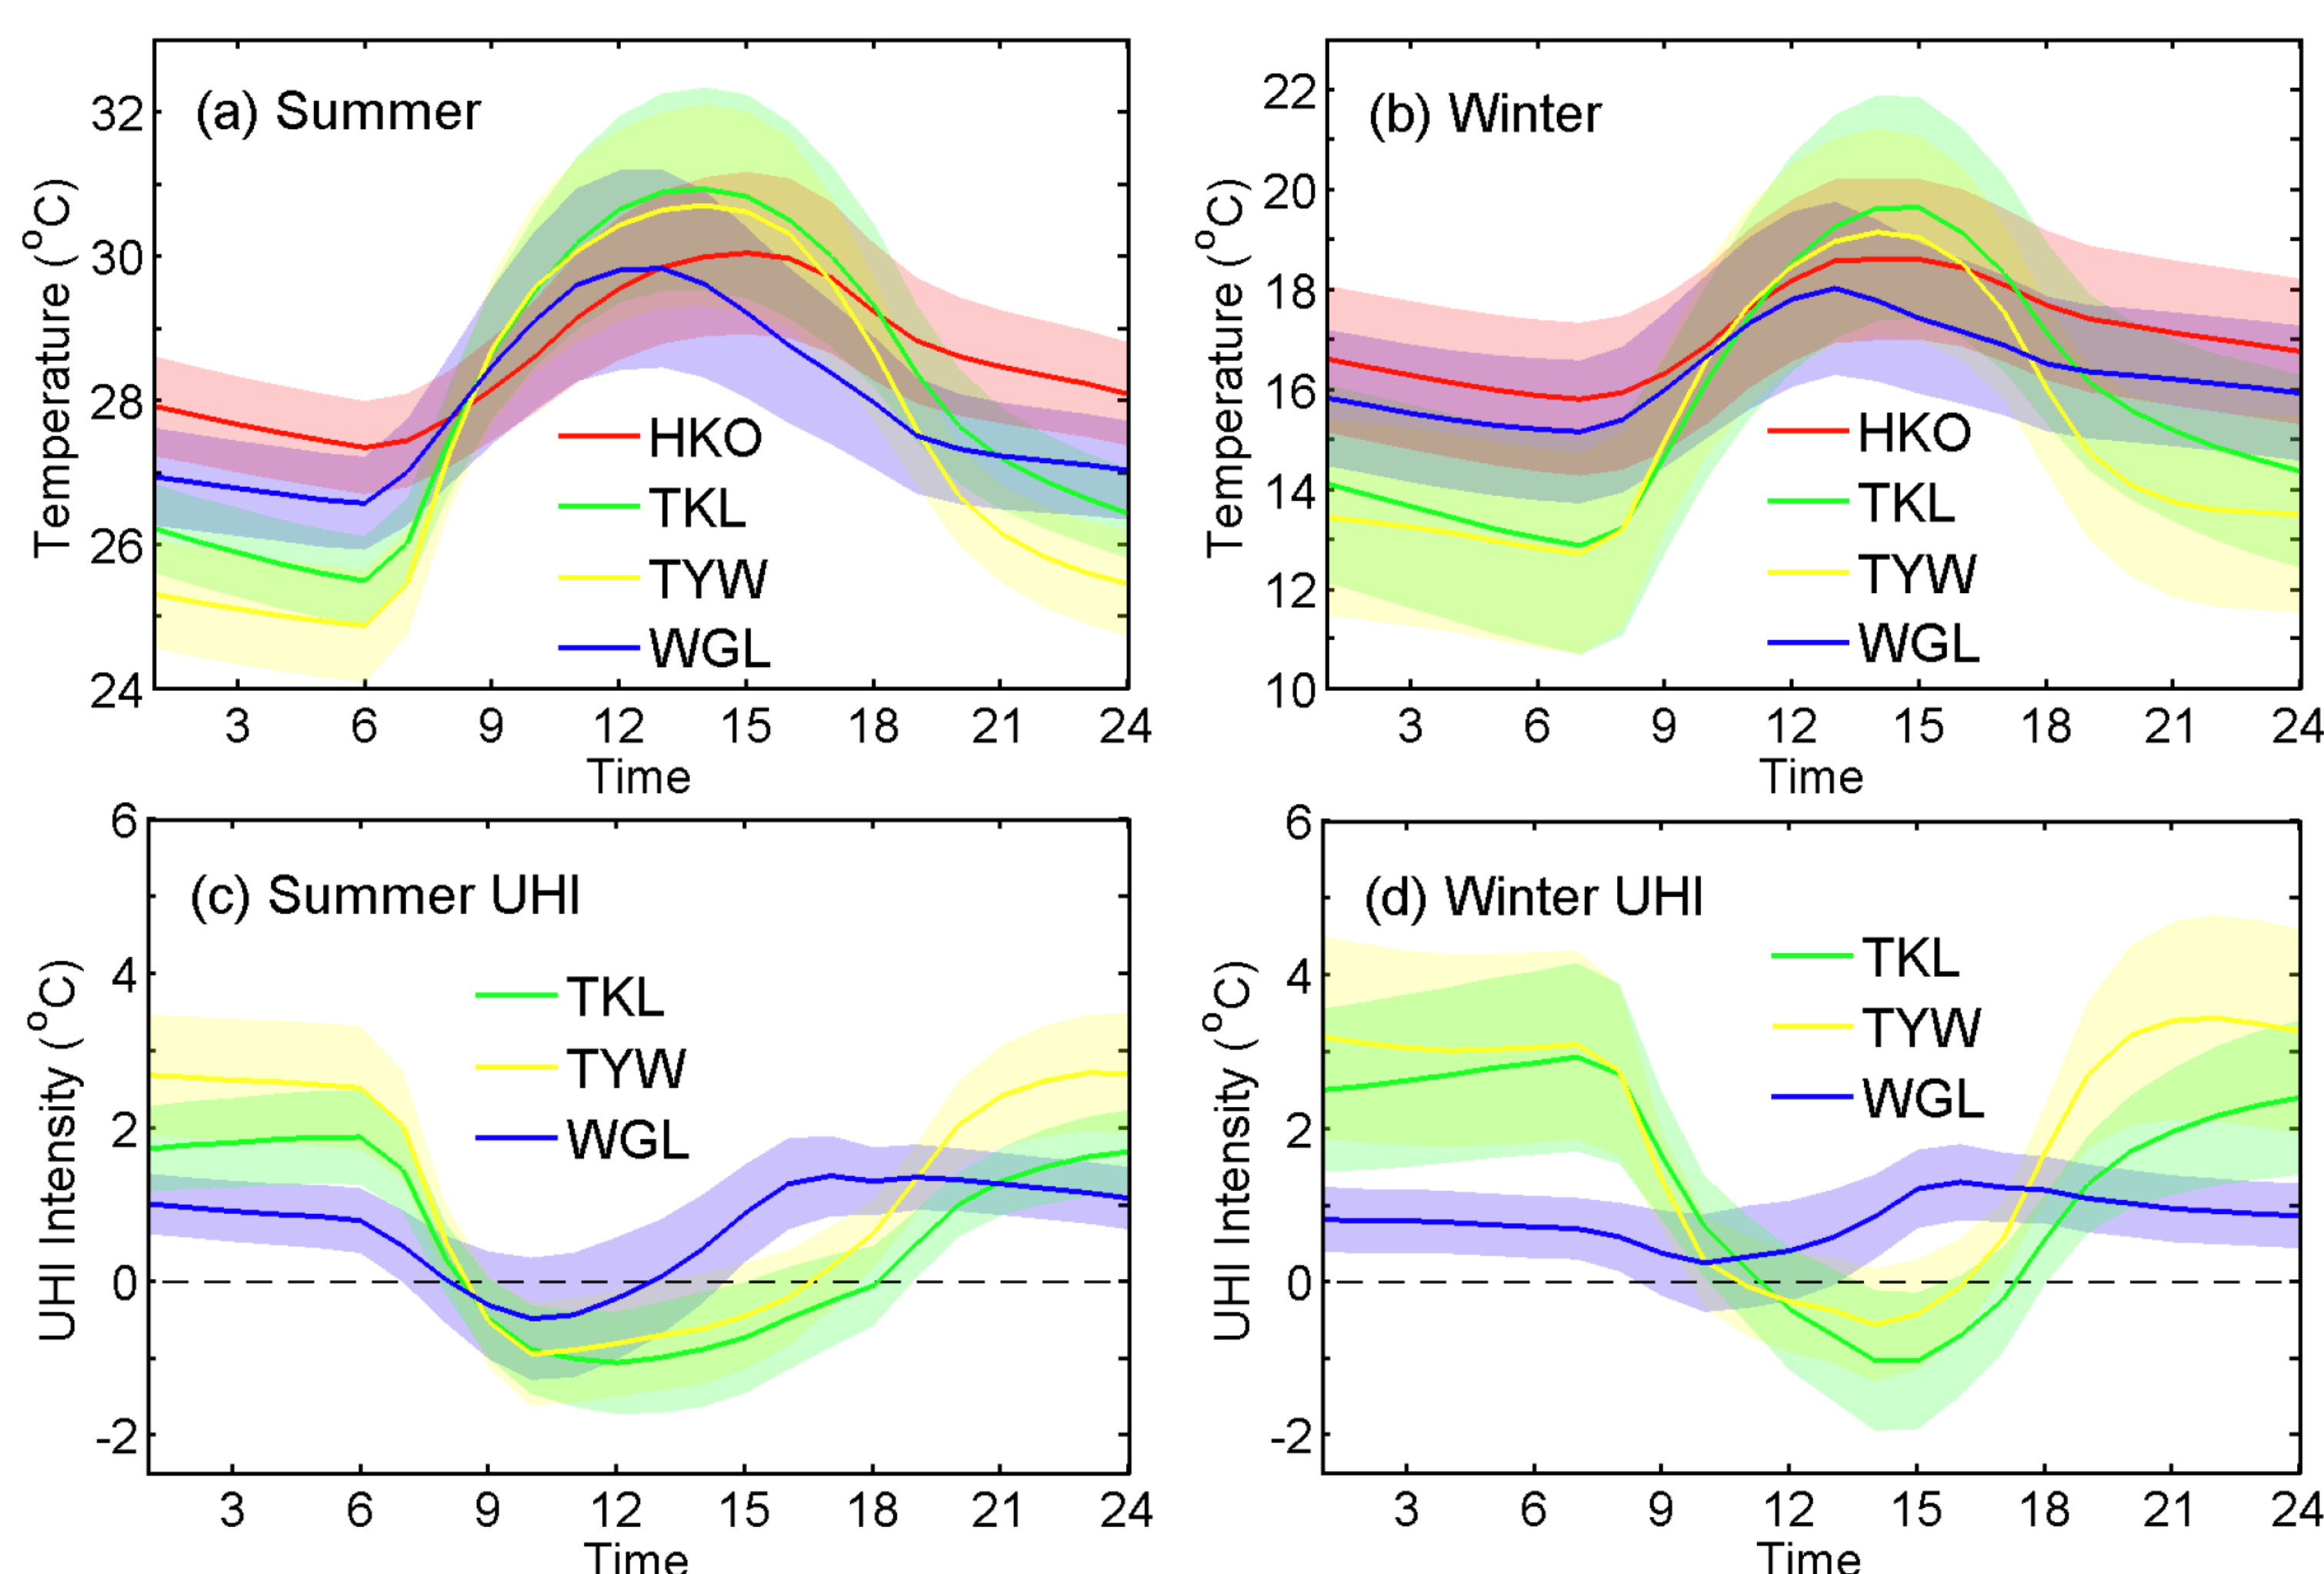 (a) Summer
Temperature (°C)
32
30
28
26
24
HKO
TKL
TYW
WGL
3 6 9 12 15 18 21 24
Time
(b) Winter
Temperature (°C)
22
20
18
16
14
12
10
HKO
TKL
TYW
WGL
3 6 9 12 15 18 21 24
Time
(c) Summer UHI
UHI Intensity (°C)
6
4
2
0
-2
TKL
TYW
WGL
3 6 9 12 15 18 21 24
Time
(d) Winter UHI
UHI Intensity (°C)
6
4
2
0
-2
TKL
TYW
WGL
3 6 9 12 15 18 21 24
Time